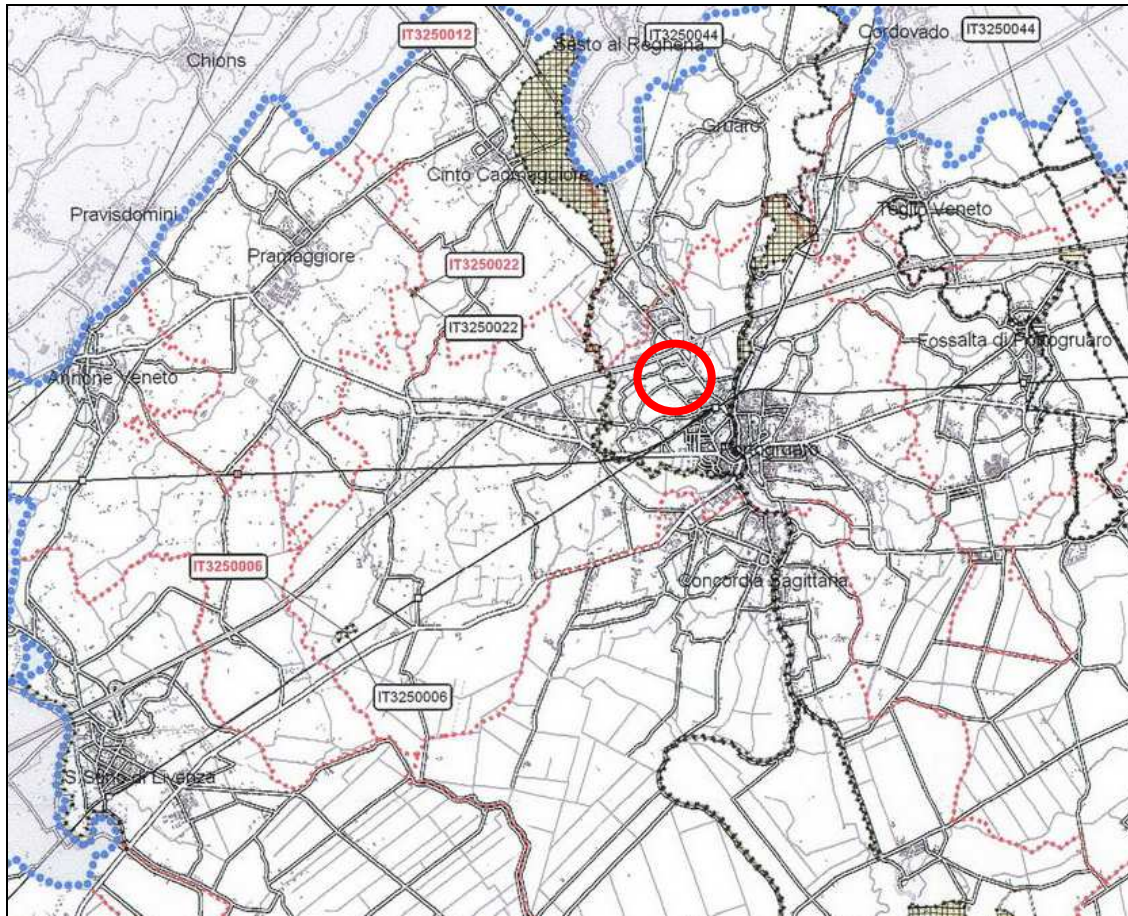 IT3250012
IT3250044
IT3250044
Sesto al Reghena
Cordovado
Chions
Gruaro
Cinto Caomaggiore
Pravisdomini
Teglio Veneto
Pramaggiore
IT3250022
IT3250022
Fossalta di Portogruaro
Annone Veneto
Portogruaro
IT3250006
Concordia Sagittaria
IT3250006
S.Stino di Livenza